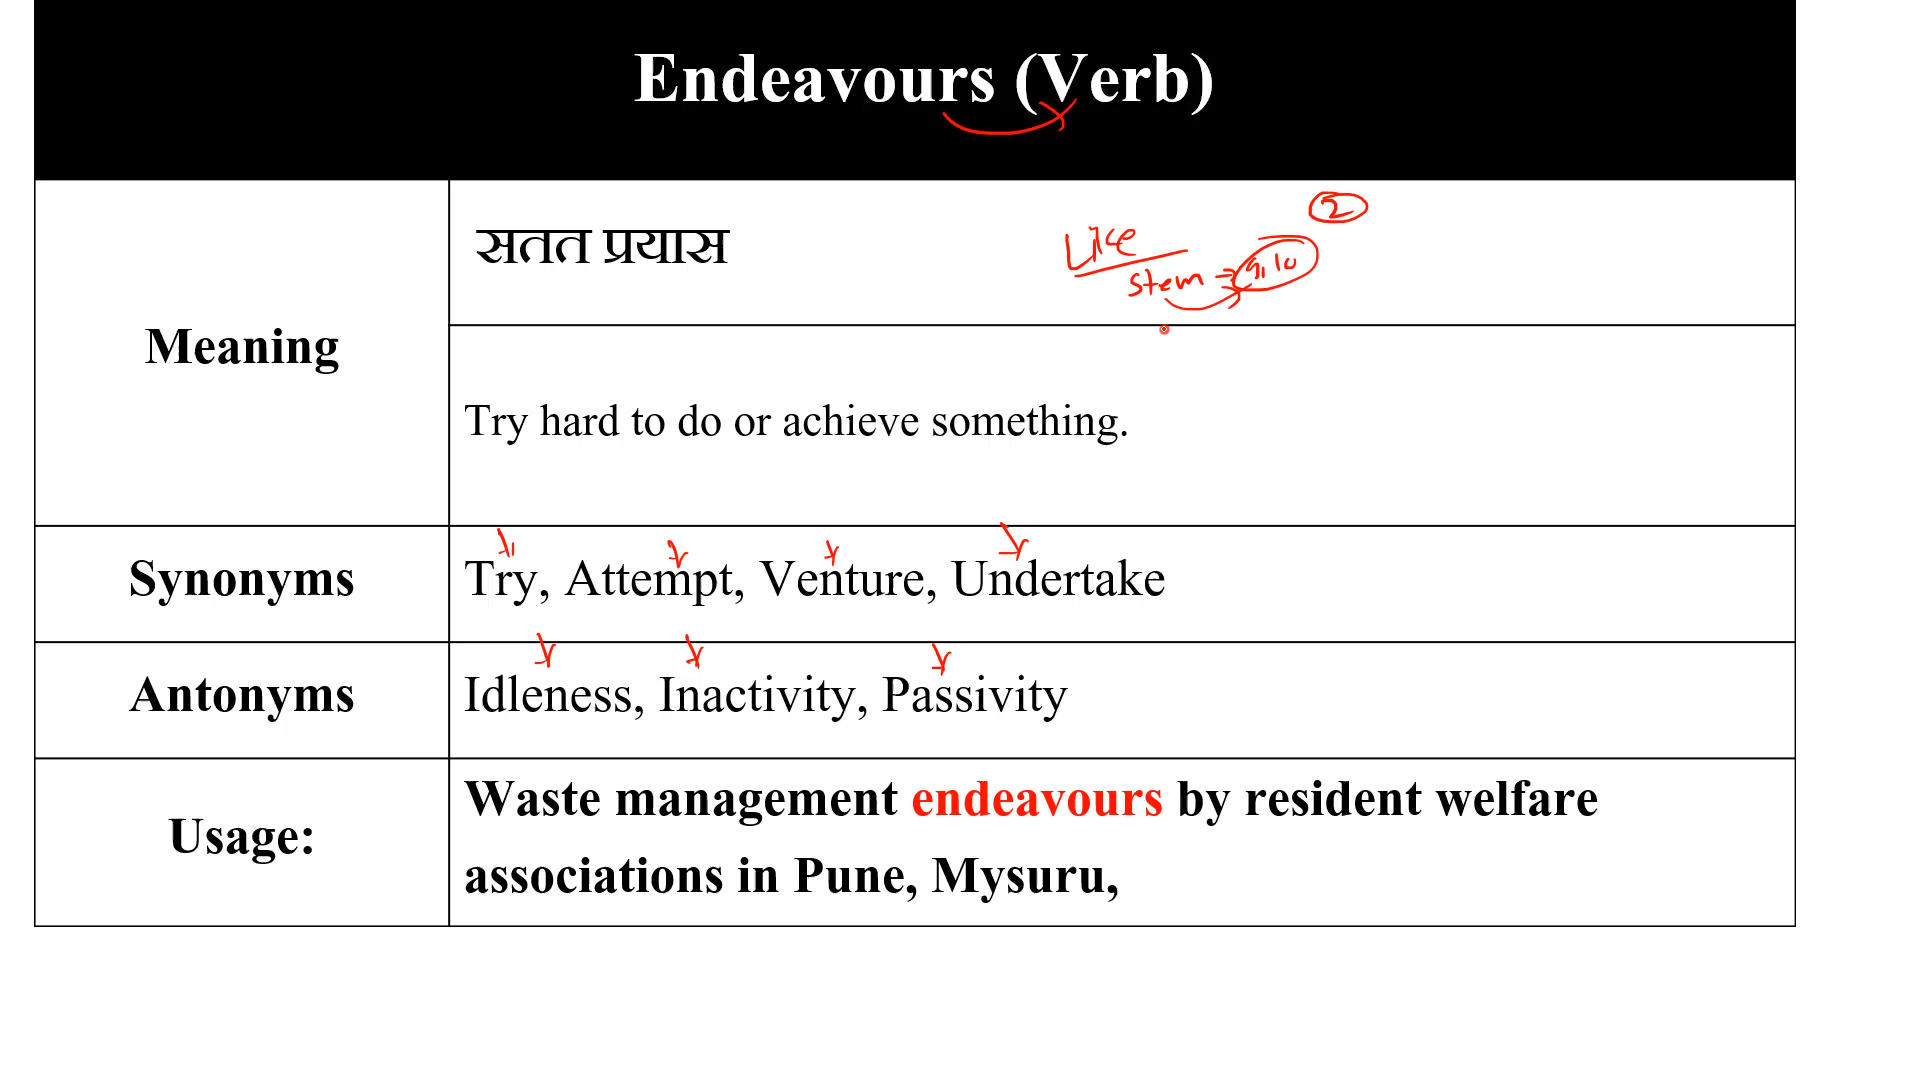 Endeavours (Verb)
Meaning
सतत प्रयास
2
Like
stem
Try hard to do or achieve something.
Synonyms
Try, Attempt, Venture, Undertake
Antonyms
Idleness, Inactivity, Passivity
Usage:
Waste management endeavours by resident welfare
associations in Pune, Mysuru,